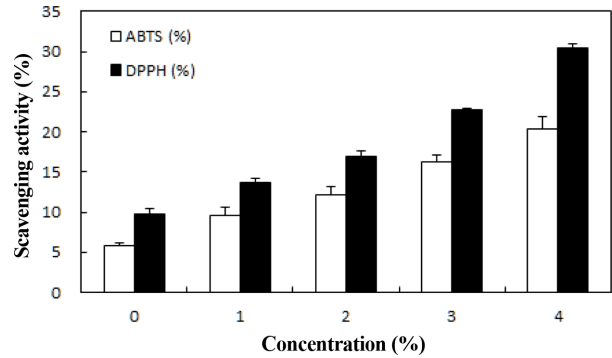 Scavenging activity (%)
35
30
25
20
15
10
5
0
ABTS (%)
DPPH (%)
0 1 2 3 4
Concentration (%)